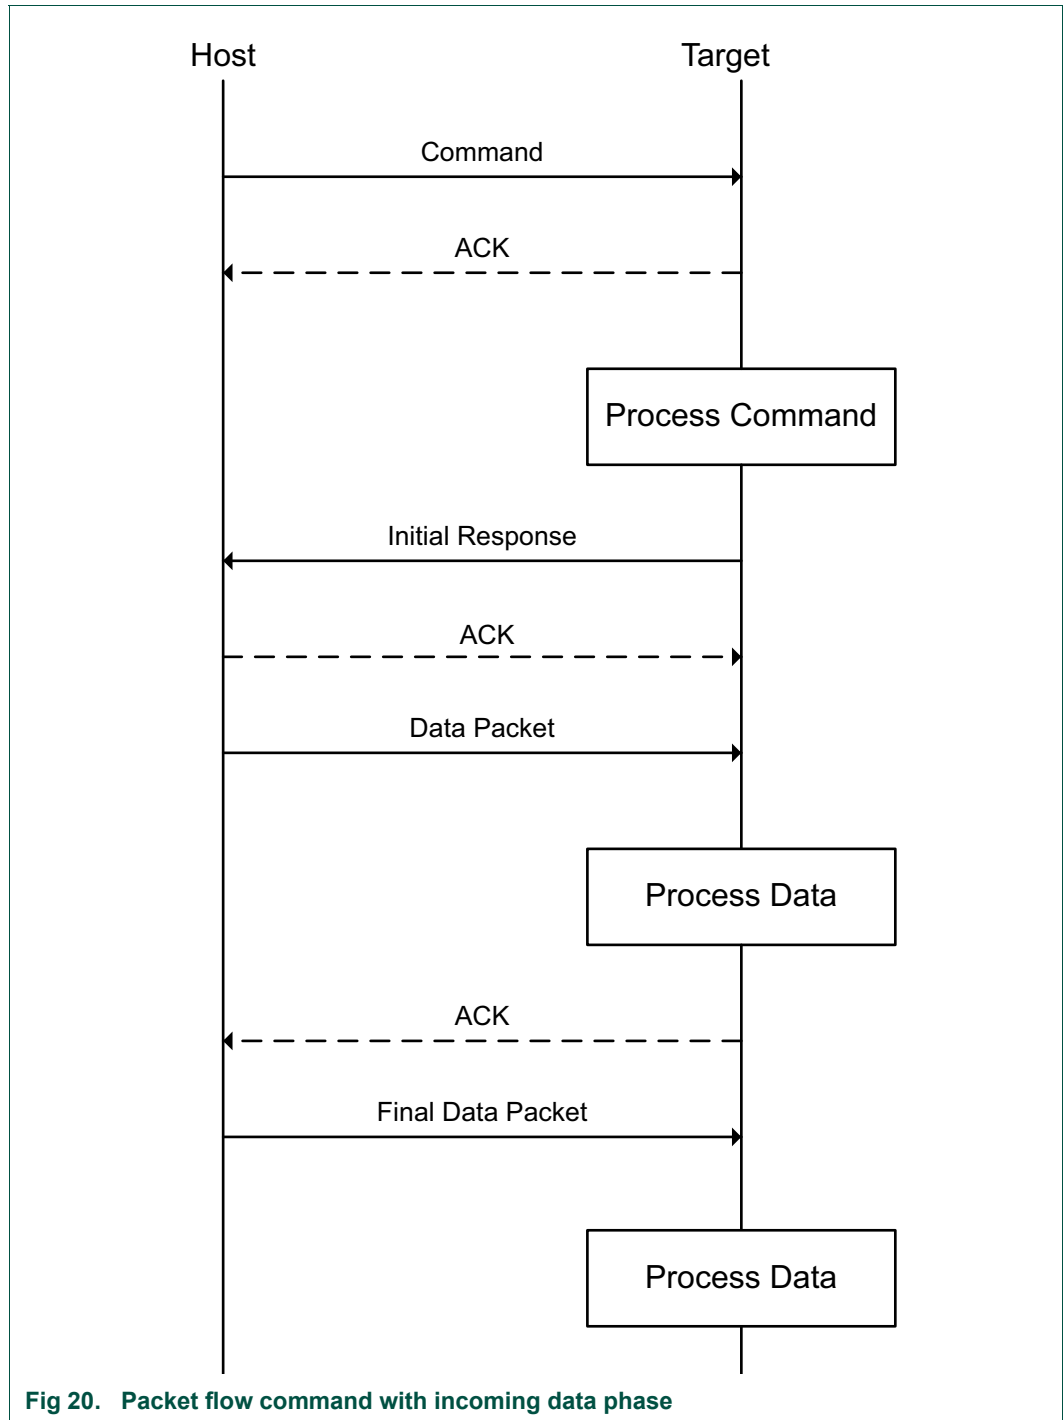 Host
Target
Command
ACK
Process Command
Initial Response
ACK
Data Packet
Process Data
ACK
Final Data Packet
Process Data
Fig 20. Packet flow command with incoming data phase